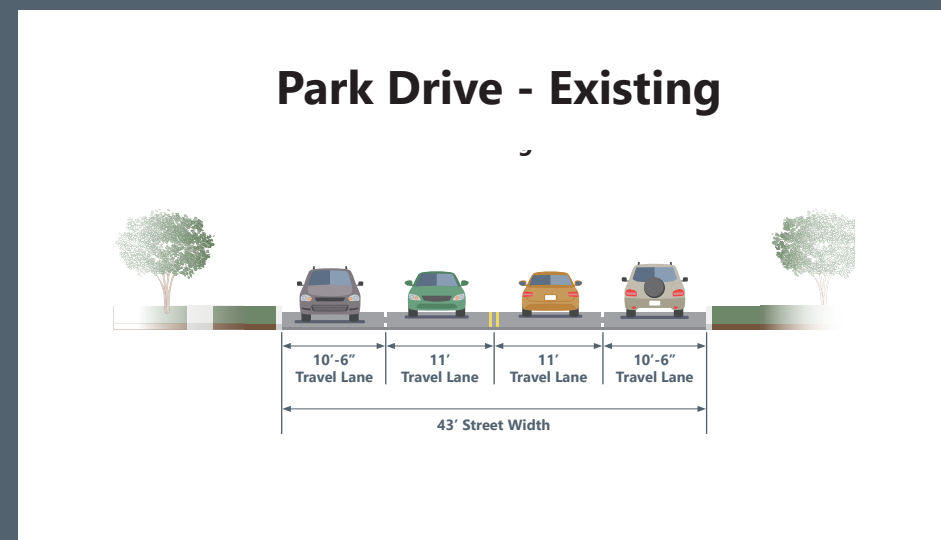 Park Drive - Existing
10’-6” 11’ 11’ 10’-6”
Travel Lane Travel Lane Travel Lane Travel Lane
43’ Street Width